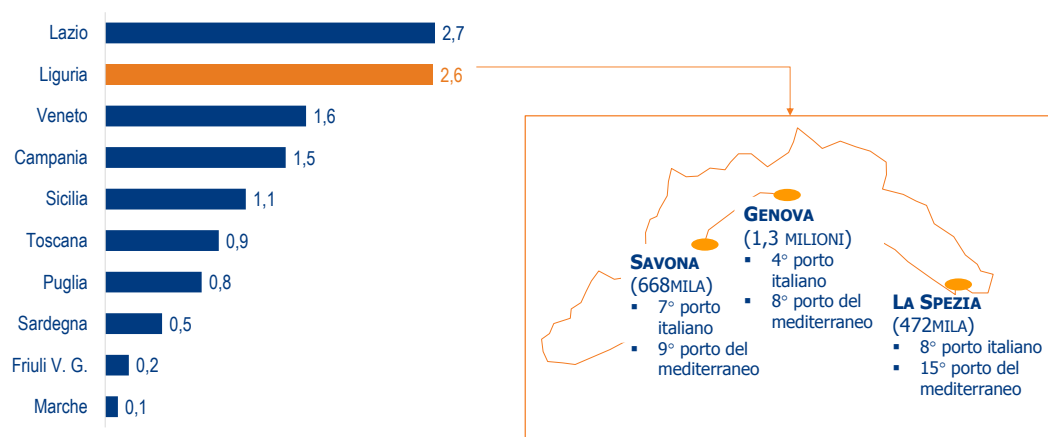 Lazio 2,7
Liguria 2,6
Veneto 1,6
Campania 1,5
Sicilia 1,1
Toscana 0,9
Puglia 0,8
Sardegna 0,5
Friuli V. G. 0,2
Marche 0,1
SAVONA
(668MILA)
▪ 7° porto
italiano
▪ 9° porto del
mediterraneo
GENOVA
(1,3 MILIONI)
▪ 4° porto
italiano
▪ 8° porto del
mediterraneo
LA SPEZIA
(472MILA)
▪ 8° porto italiano
▪ 15° porto del
mediterraneo